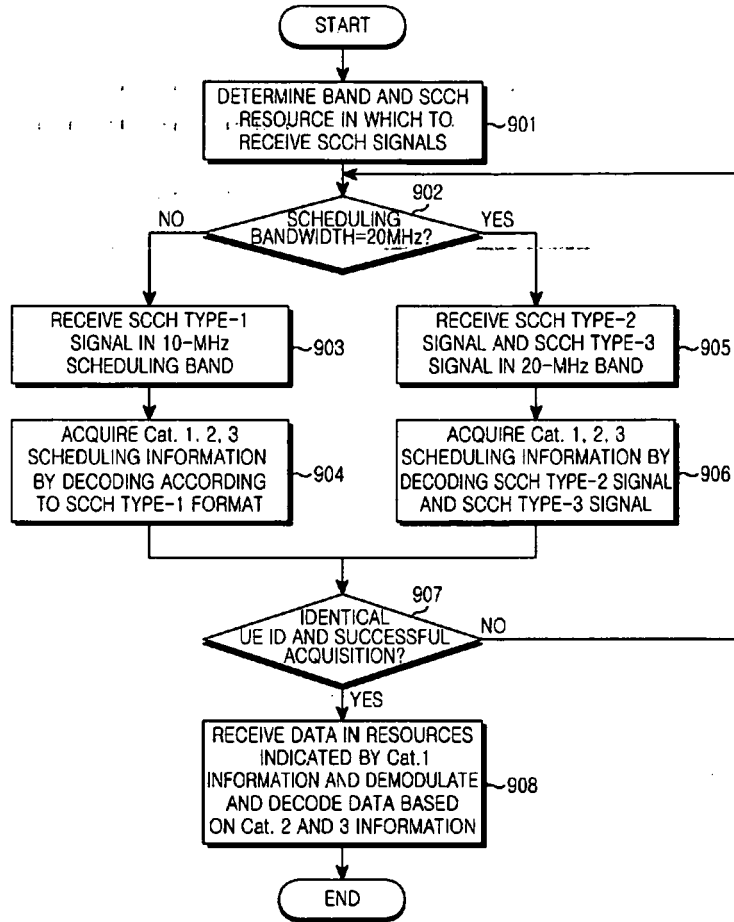 START
DETERMINE BAND AND SCCH
RESOURCE IN WHICH TO
RECEIVE SCCH SIGNALS
901
902
NO
SCHEDULING
BANDWIDTH=20MHz?
YES
RECEIVE SCCH TYPE-1
SIGNAL IN 10-MHz
SCHEDULING BAND
903
RECEIVE SCCH TYPE-2
SIGNAL AND SCCH TYPE-3
SIGNAL IN 20-MHz BAND
905
ACQUIRE Cat. 1, 2, 3
SCHEDULING INFORMATION
BY DECODING ACCORDING
TO SCCH TYPE-1 FORMAT
904
ACQUIRE Cat. 1, 2, 3
SCHEDULING INFORMATION BY
DECODING SCCH TYPE-2 SIGNAL
AND SCCH TYPE-3 SIGNAL
906
907
IDENTICAL
UE ID AND SUCCESSFUL
ACQUISITION?
NO
YES
RECEIVE DATA IN RESOURCES
INDICATED BY Cat.1
INFORMATION AND DEMODULATE
AND DECODE DATA BASED
ON Cat. 2 AND 3 INFORMATION
908
END